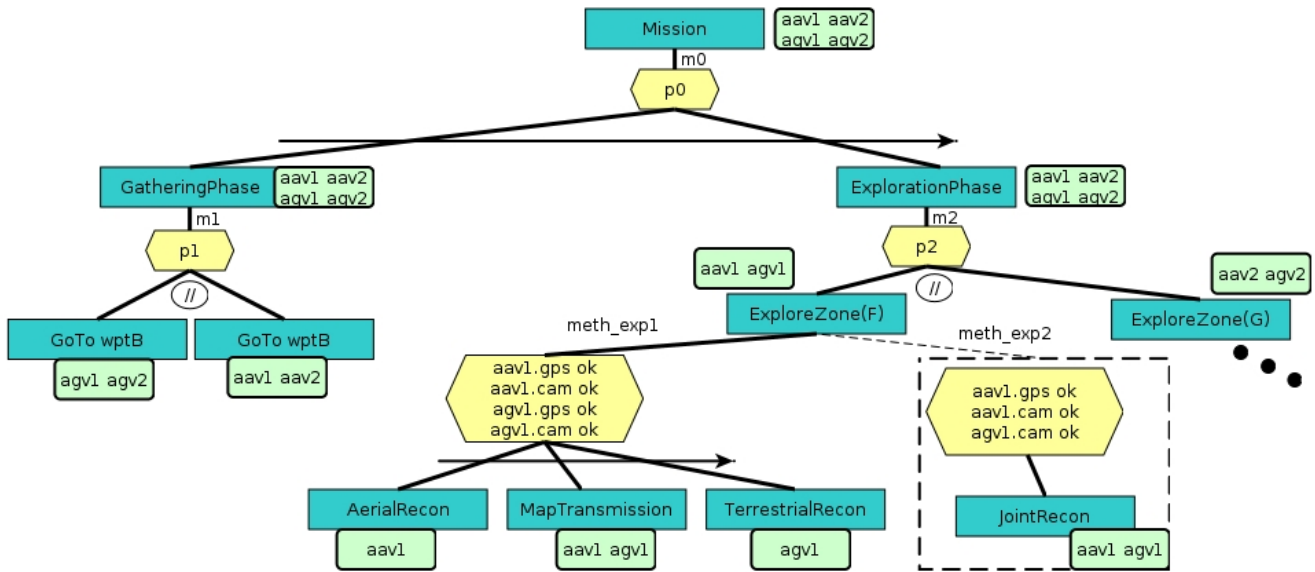 Mission
aav1 aav2
agv1 agv2
m0
p0
GatheringPhase
aav1 aav2
agv1 agv2
ExplorationPhase
aav1 aav2
agv1 agv2
m1
p1
m2
p2
//
GoTo wptB
agv1 agv2
GoTo wptB
aav1 aav2
aav1 agv1
//
aav2 agv2
ExploreZone(F)
ExploreZone(G)
meth_exp1
meth_exp2
aav1.gps ok
aav1.cam ok
agv1.gps ok
agv1.cam ok
aav1.gps ok
aav1.cam ok
agv1.cam ok
AerialRecon
aav1
MapTransmission
aav1 agv1
TerrestrialRecon
agv1
JointRecon
aav1 agv1